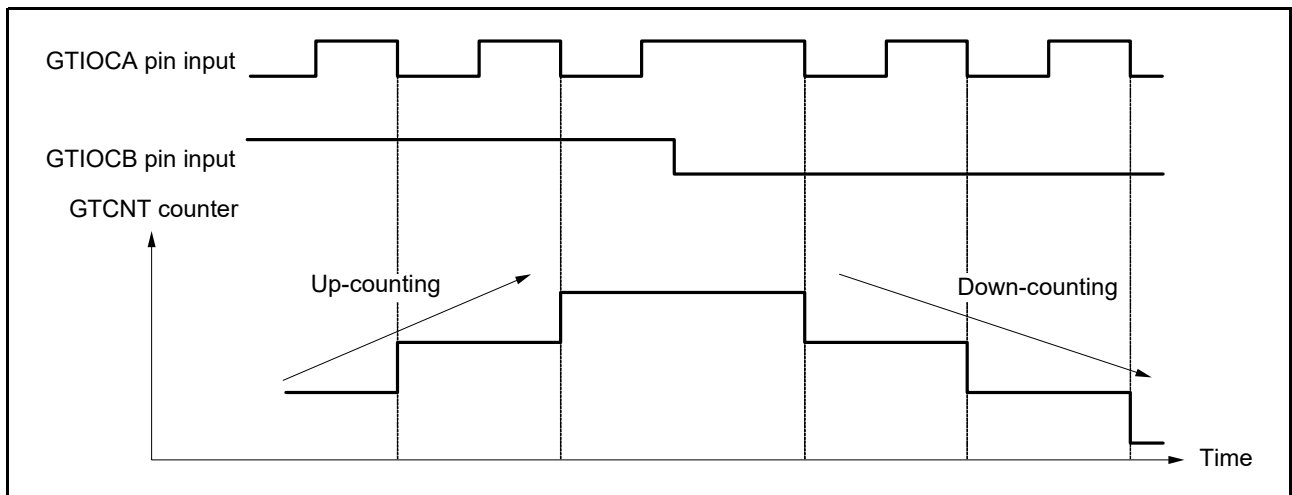 GTIOCA pin input
GTIOCB pin input
GTCNT counter
Up-counting
Down-counting
Time